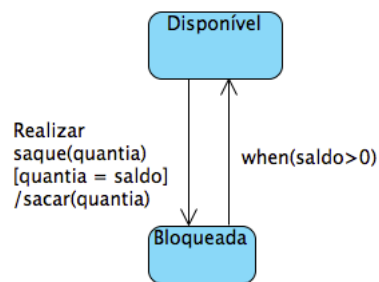 Disponível
Realizar
saque(quantia)
[quantia = saldo]
/sacar(quantia)
when(saldo>0)
Bloqueada